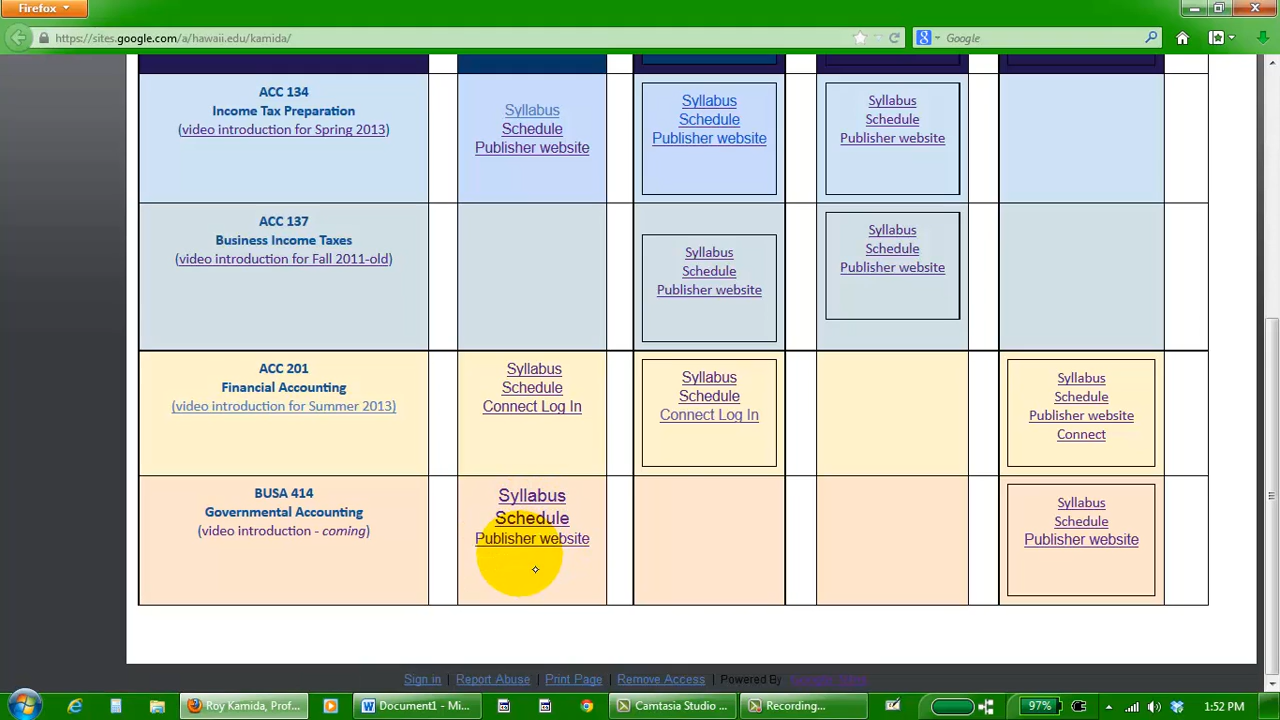 Firefox
https://sites.google.com/a/hawaii.edu/kamida/
Google
ACC 134
Income Tax Preparation
(video introduction for Spring 2013)
Syllabus
Schedule
Publisher website
Syllabus
Schedule
Publisher website
Syllabus
Schedule
Publisher website
ACC 137
Business Income Taxes
(video introduction for Fall 2011-old)
Syllabus
Schedule
Publisher website
Syllabus
Schedule
Publisher website
ACC 201
Financial Accounting
(video introduction for Summer 2013)
Syllabus
Schedule
Connect Log In
Syllabus
Schedule
Connect Log In
Syllabus
Schedule
Publisher website
Connect
BUSA 414
Governmental Accounting
(video introduction - coming)
Syllabus
Schedule
Publisher website
Syllabus
Schedule
Publisher website
Sign in | Report Abuse | Print Page | Remove Access | Powered By
Roy Kamida, Prof...
Document1 - Mi...
Camtasia Studio ...
Recording...
97%
1:52 PM